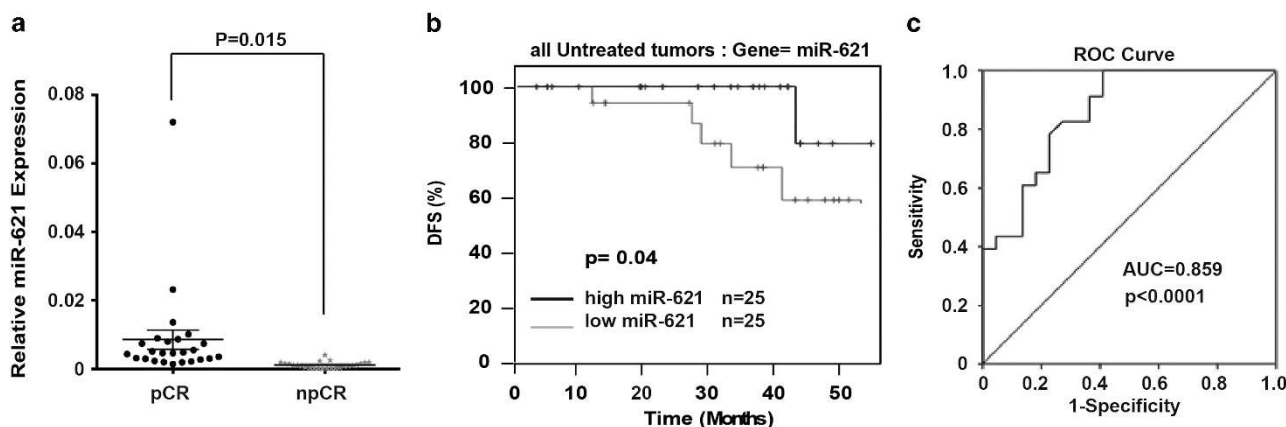 a
P=0.015
Relative miR-621 Expression
0.08
0.06
0.04
0.02
0
pCR
npCR
b
all Untreated tumors : Gene= miR-621
DFS (%)
100
80
60
40
20
0
p= 0.04
high miR-621 n=25
low miR-621 n=25
0
10
20
30
40
50
Time (Months)
c
ROC Curve
Sensitivity
1.0
0.8
0.6
0.4
0.2
0
AUC=0.859
p<0.0001
0
0.2
0.4
0.6
0.8
1.0
1-Specificity